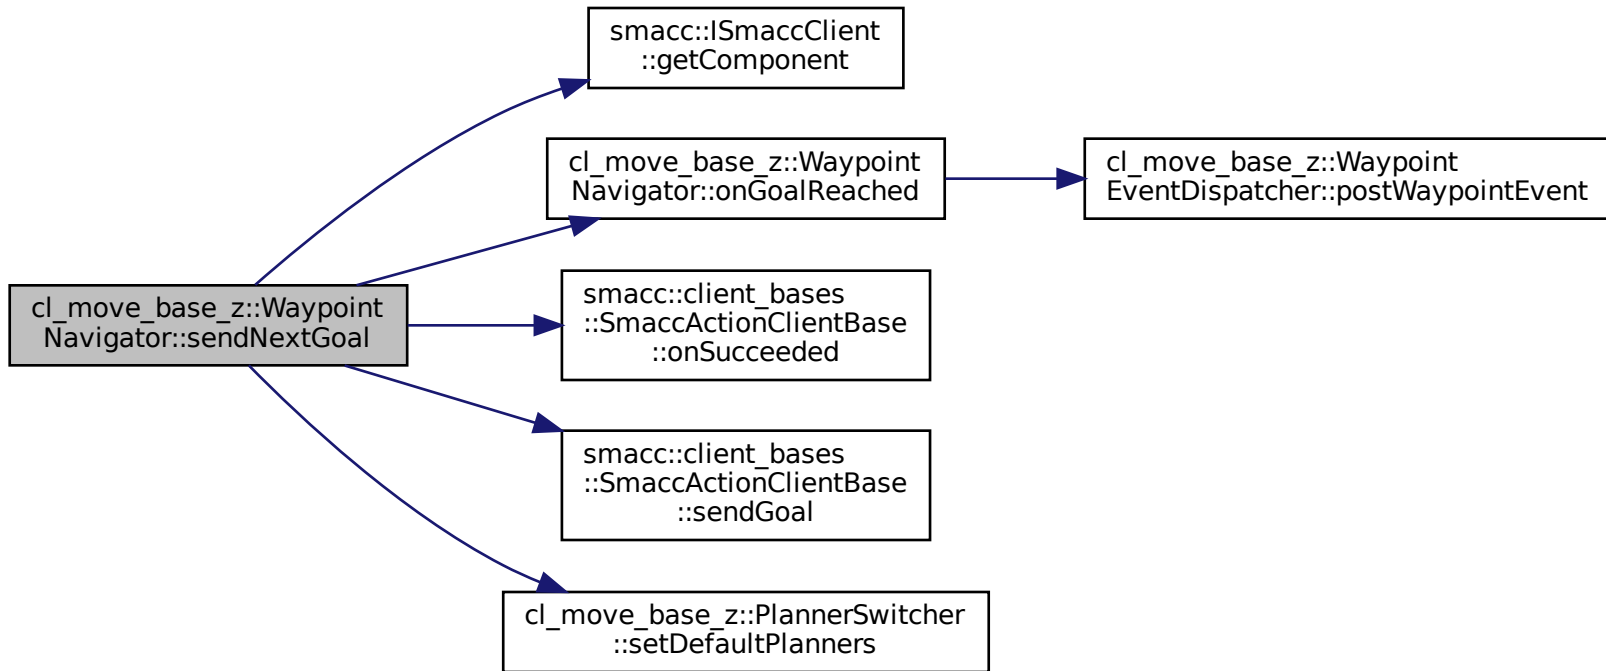 smacc::ISmaccClient
::getComponent
cl_move_base_z::Waypoint
Navigator::onGoalReached
cl_move_base_z::Waypoint
EventDispatcher::postWaypointEvent
cl_move_base_z::Waypoint
Navigator::sendNextGoal
smacc::client_bases
::SmaccActionClientBase
::onSucceeded
smacc::client_bases
::SmaccActionClientBase
::sendGoal
cl_move_base_z::PlannerSwitcher
::setDefaultPlanners